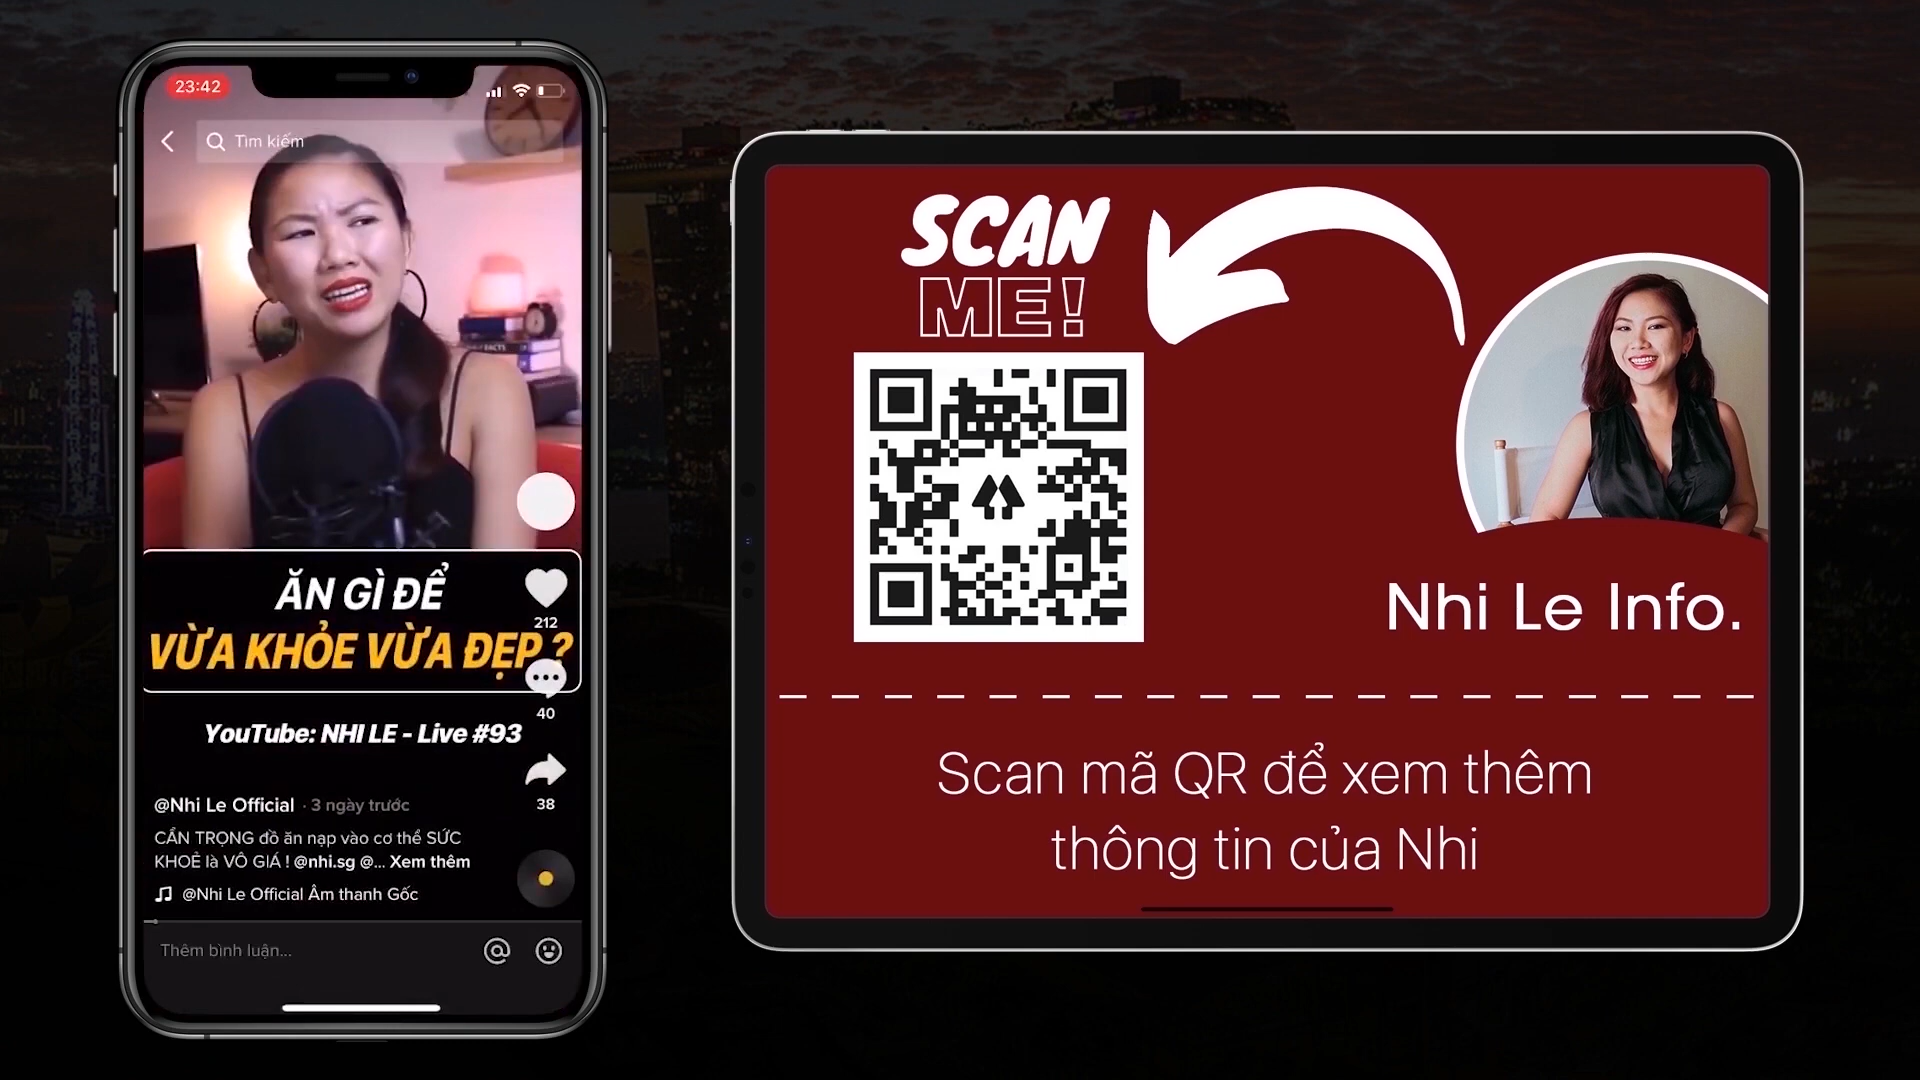 23:42
Tìm kiếm
ĂN GÌ ĐỂ
VỪA KHỎE VỪA ĐẸP ?
212
40
YouTube: NHI LE - Live #93
38
@Nhi Le Official · 3 ngày trước
CẨN TRỌNG đồ ăn nạp vào cơ thể SỨC
KHOẺ là VÔ GIÁ ! @nhi.sg @... Xem thêm
@Nhi Le Official Âm thanh Gốc
Thêm bình luận...
SCAN
ME!
Nhi Le Info.
Scan mã QR để xem thêm
thông tin của Nhi